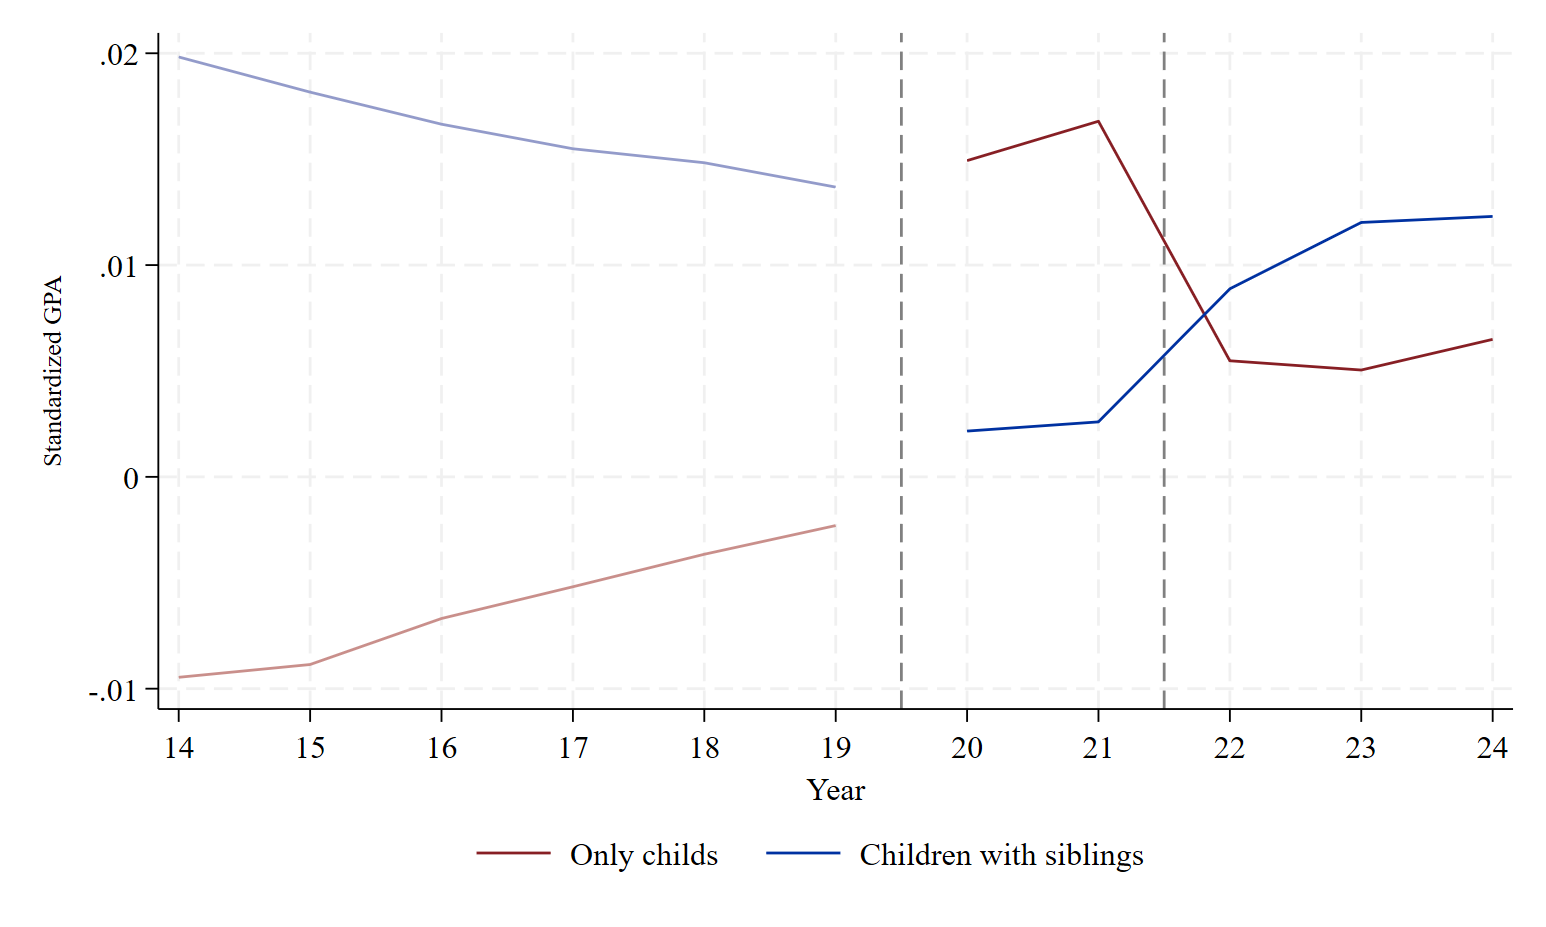 Standardized GPA
.02
.01
0
-.01
14 15 16 17 18 19 20 21 22 23 24
Year
Only childs Children with siblings